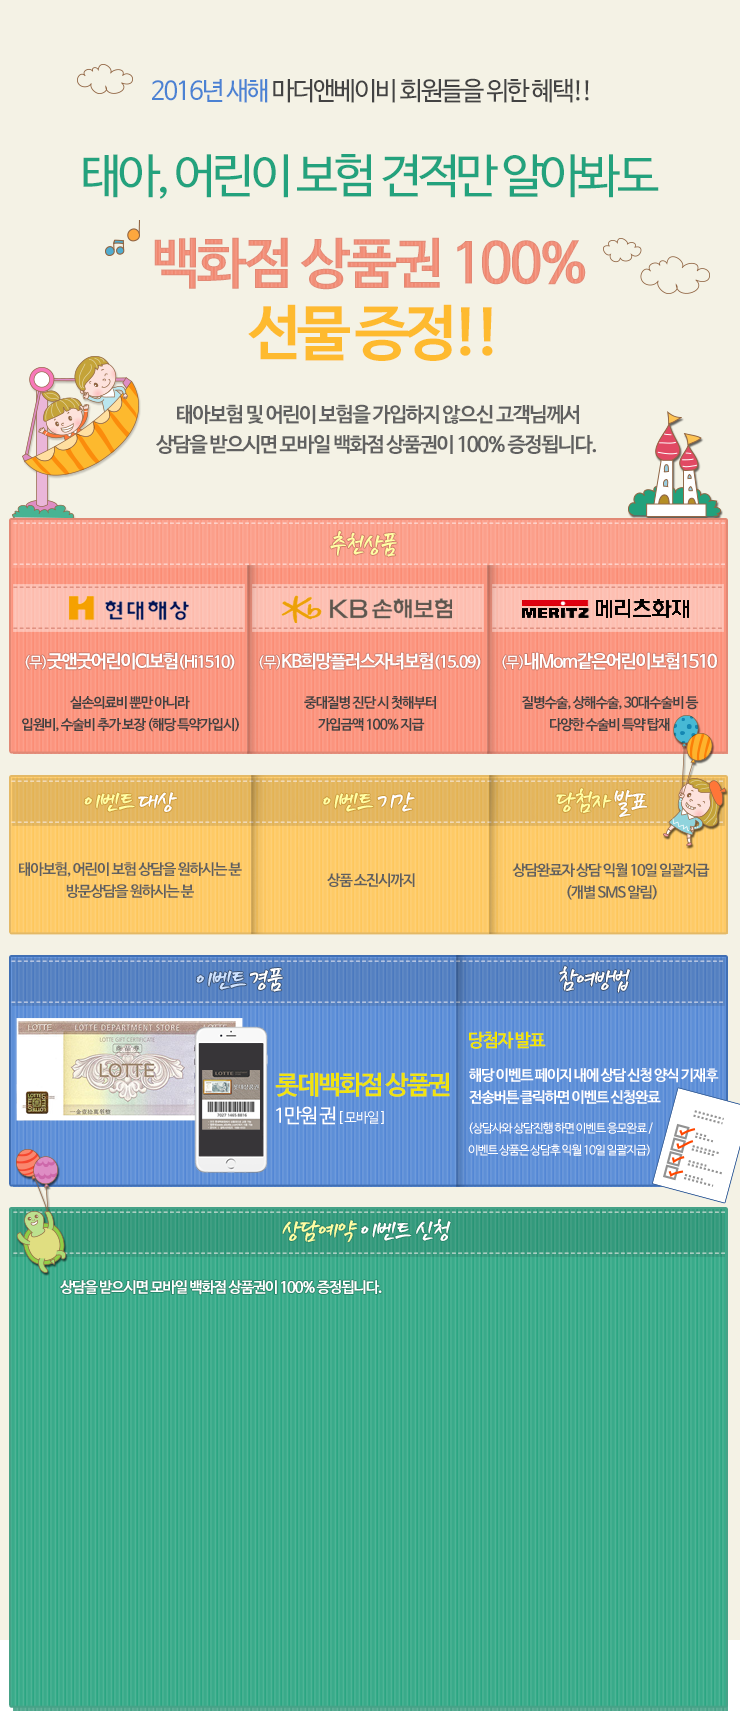 2016년 새해 마더앤베이비 회원들을 위한 혜택!!
태아, 어린이 보험 견적만 알아봐도
백화점 상품권 100%
선물 증정!!
태아보험 및 어린이 보험을 가입하지 않으신 고객님께서
상담을 받으시면 모바일 백화점 상품권이 100% 증정됩니다.
추천상품
현대해상
(무)굿앤굿어린이CI보험(Hi1510)
실손의료비 뿐만 아니라
입원비, 수술비 추가 보장 (해당 특약가입시)
KB손해보험
(무)KB희망플러스자녀보험(15.09)
중대질병 진단 시 첫해부터
가입금액 100% 지급
MERITZ 메리츠화재
(무)내Mom같은어린이보험1510
질병수술, 상해수술, 30대수술비 등
다양한 수술비 특약 탑재
이벤트 대상
태아보험, 어린이 보험 상담을 원하시는 분
방문상담을 원하시는 분
이벤트 기간
상품 소진시까지
당첨자 발표
상담완료자 상담 익월 10일 일괄지급
(개별 SMS 알림)
이벤트 경품
LOTTE LOTTE DEPARTMENT STORE LOTTE
LOTTE GIFT CERTIFICATE
LOTTE
롯데백화점 상품권
1만원 권 [모바일]
참여방법
당첨자 발표
해당 이벤트 페이지 내에 상담 신청 양식 기재후
전송버튼 클릭하면 이벤트 신청완료
(상담사와 상담진행 하면 이벤트 응모완료 /
이벤트 상품은 상담후 익월 10일 일괄지급)
상담예약 이벤트 신청
상담을 받으시면 모바일 백화점 상품권이 100% 증정됩니다.